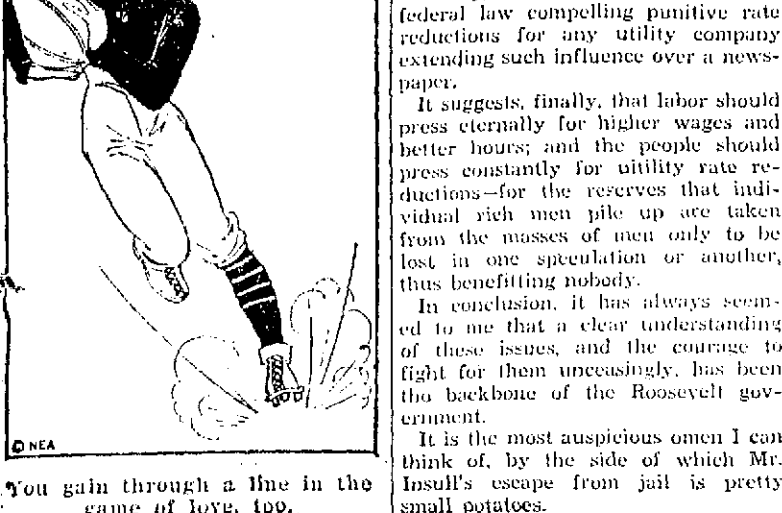 © NEA
You gain through a line in the
game of love, too.
federal law compelling punitive rate
reductions for any utility company
extending such influence over a news-
paper.
It suggests, finally, that labor should
press eternally for higher wages and
better hours; and the people should
press constantly for uitility rate re-
ductions—for the reserves that indi-
vidual rich men pile up are taken
from the masses of men only to be
lost in one speculation or another,
thus benefitting nobody.
In conclusion, it has always seem-
ed to me that a clear understanding
of these issues, and the courage to
fight for them unceasingly, has been
the backbone of the Roosevelt gov-
ernment.
It is the most auspicious omen I can
think of, by the side of which Mr.
Insull's escape from jail is pretty
small potatoes.